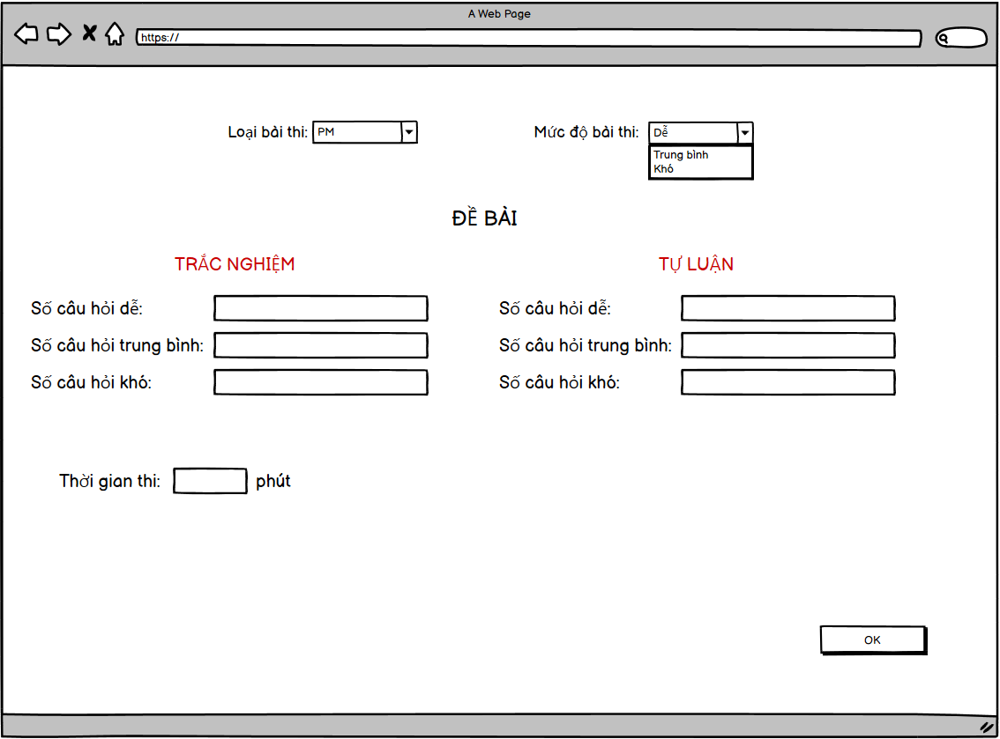 A Web Page
https://
Loại bài thi: PM
Mức độ bài thi: Dễ
Trung bình
Khó
ĐỀ BÀI
TRẮC NGHIỆM
TỰ LUẬN
Số câu hỏi dễ:
Số câu hỏi dễ:
Số câu hỏi trung bình:
Số câu hỏi trung bình:
Số câu hỏi khó:
Số câu hỏi khó:
Thời gian thi: phút
OK